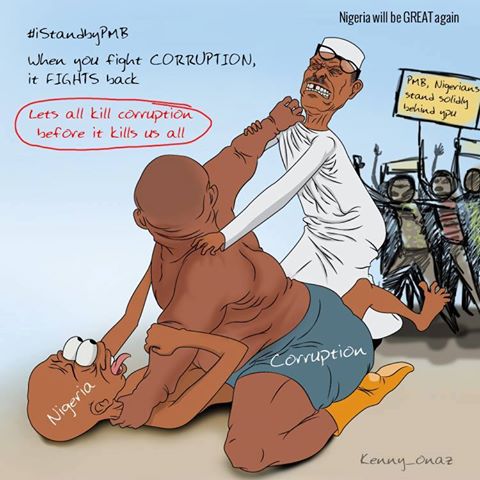 Nigeria will be GREAT again
#iStandbyPMB
When you fight CORRUPTION,
it FIGHTS back
Lets all kill corruption
before it kills us all
PMB, Nigerians
stand solidly
behind you
Corruption
Nigeria
Kenny_Onaz